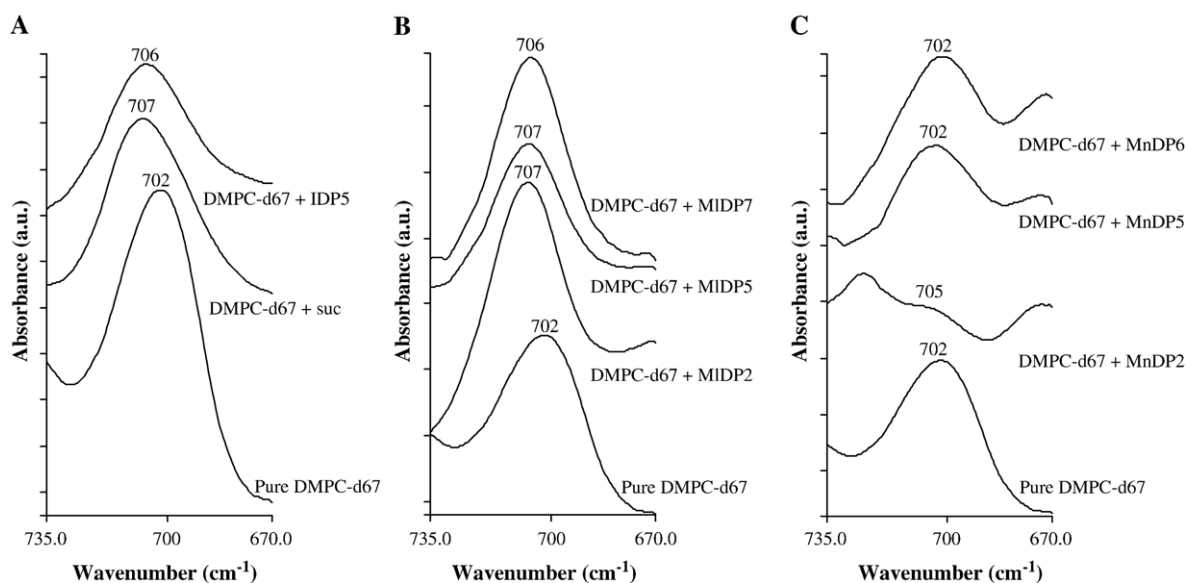 A
706
707
702
DMPC-d67 + IDP5
DMPC-d67 + suc
Pure DMPC-d67
Absorbance (a.u.)
735.0 700 670.0
Wavenumber (cm-1)
B
706
707
707
702
DMPC-d67 + MlDP7
DMPC-d67 + MlDP5
DMPC-d67 + MlDP2
Pure DMPC-d67
Absorbance (a.u.)
735.0 700 670.0
Wavenumber (cm-1)
C
702
702
705
702
DMPC-d67 + MnDP6
DMPC-d67 + MnDP5
DMPC-d67 + MnDP2
Pure DMPC-d67
Absorbance (a.u.)
735.0 700 670.0
Wavenumber (cm-1)